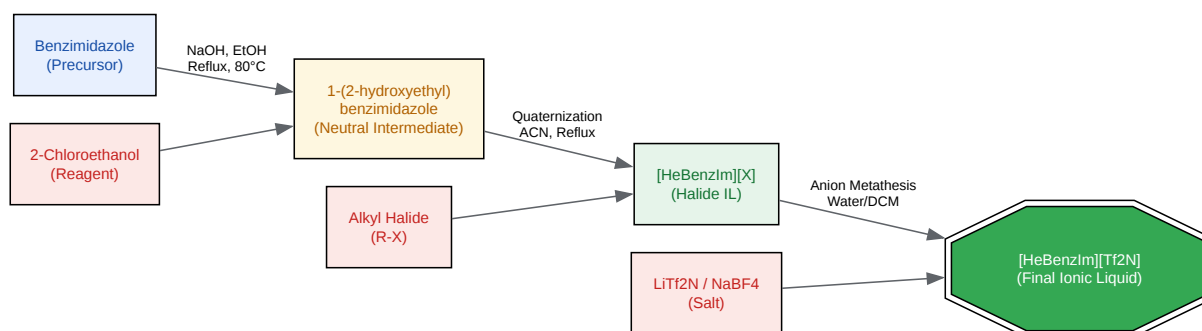 Benzimidazole
(Precursor)
NaOH, EtOH
Reflux, 80°C
2-Chloroethanol
(Reagent)
1-(2-hydroxyethyl)
benzimidazole
(Neutral Intermediate)
Quaternization
ACN, Reflux
Alkyl Halide
(R-X)
[HeBenzIm][X]
(Halide IL)
Anion Metathesis
Water/DCM
LiTf2N / NaBF4
(Salt)
[HeBenzIm][Tf2N]
(Final Ionic Liquid)